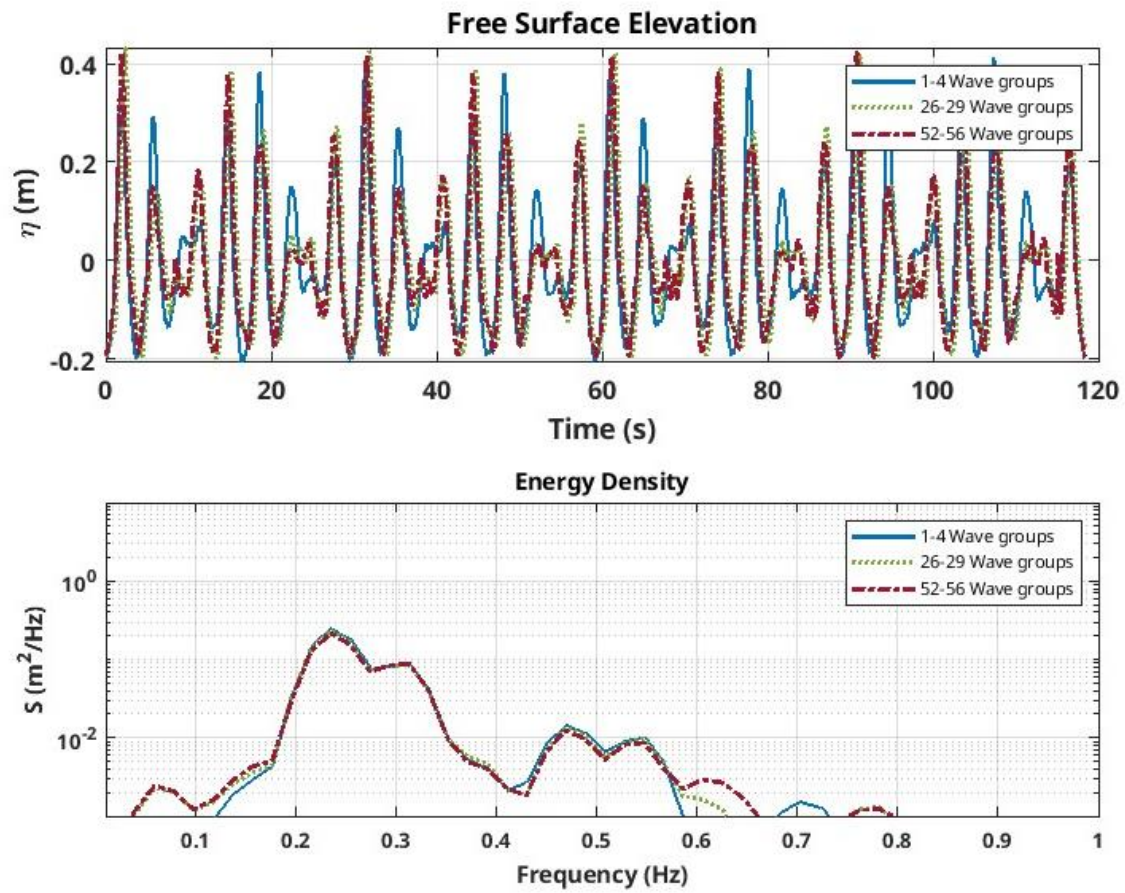 Free Surface Elevation
0.4
0.2
0
-0.2
η (m)
1-4 Wave groups
26-29 Wave groups
52-56 Wave groups
0 20 40 60 80 100 120
Time (s)
Energy Density
10^0
10^-2
S (m^2/Hz)
1-4 Wave groups
26-29 Wave groups
52-56 Wave groups
0.1 0.2 0.3 0.4 0.5 0.6 0.7 0.8 0.9 1
Frequency (Hz)